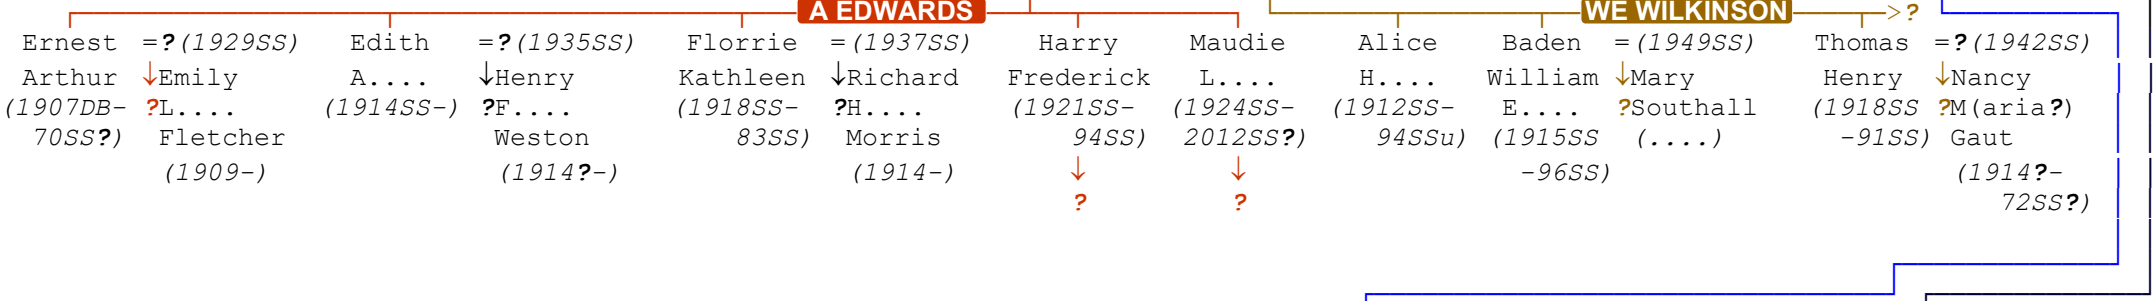 A EDWARDS WE WILKINSON >?
Ernest =?(1929SS) Edith =?(1935SS) Florrie =(1937SS) Harry Maudie Alice Baden =(1949SS) Thomas =?(1942SS)
Arthur ↓Emily A.... ↓Henry Kathleen ↓Richard Frederick L.... H.... William ↓Mary Henry ↓Nancy
(1907DB- ?L.... (1914SS-) ?F.... (1918SS- ?H.... (1921SS- (1924SS- (1912SS- E.... ?Southall (1918SS ?M(aria?)
70SS?) Fletcher Weston 83SS) Morris 94SS) 2012SS?) 94SSu) (1915SS (....) -91SS) Gaut
(1909-) (1914?-) (1914-) ↓ ↓ -96SS) (1914?-
? ? 72SS?)